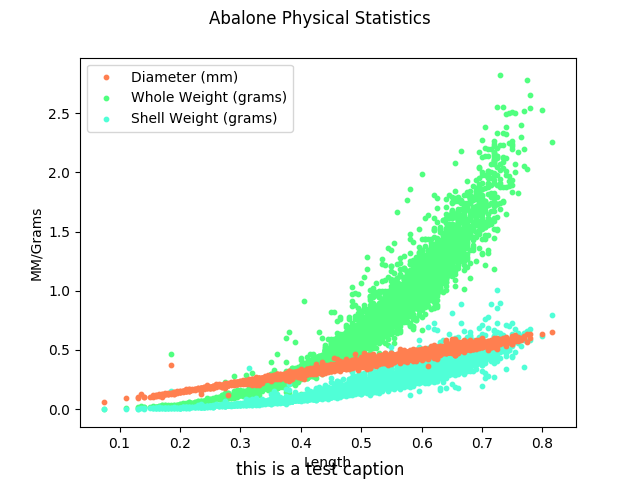 Abalone Physical Statistics
Diameter (mm)
Whole Weight (grams)
Shell Weight (grams)
MM/Grams
2.5
2.0
1.5
1.0
0.5
0.0
0.1 0.2 0.3 0.4 0.5 0.6 0.7 0.8
Length
this is a test caption